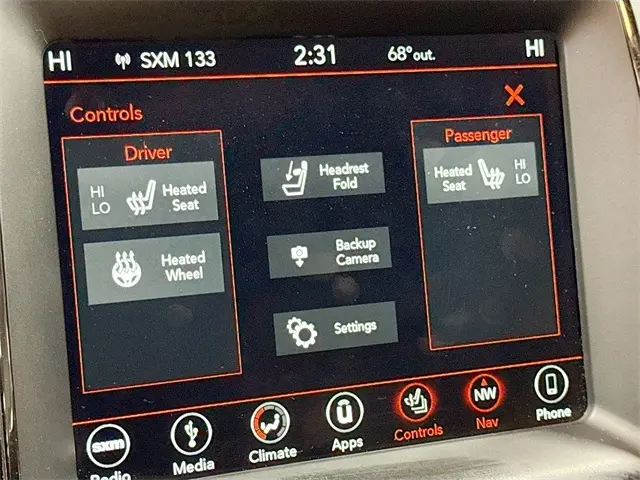 HI SXM 133 2:31 68° out. HI
Controls X
Driver
HI
LO
Heated
Seat
Heated
Wheel
Headrest
Fold
Backup
Camera
Settings
Passenger
Heated
Seat
HI
LO
sxm
Radio
Media
Climate
Apps
Controls
NW
Nav
Phone